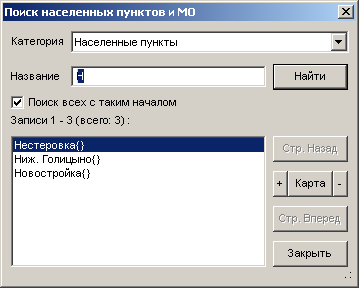 Поиск населенных пунктов и МО
Категория Населенные пункты
Название Н Найти
Поиск всех с таким началом
Записи 1 - 3 (всего: 3) :
Нестеровка{}
Ниж. Голицыно{}
Новостройка{}
Стр. Назад
+ Карта -
Стр. Вперед
Закрыть